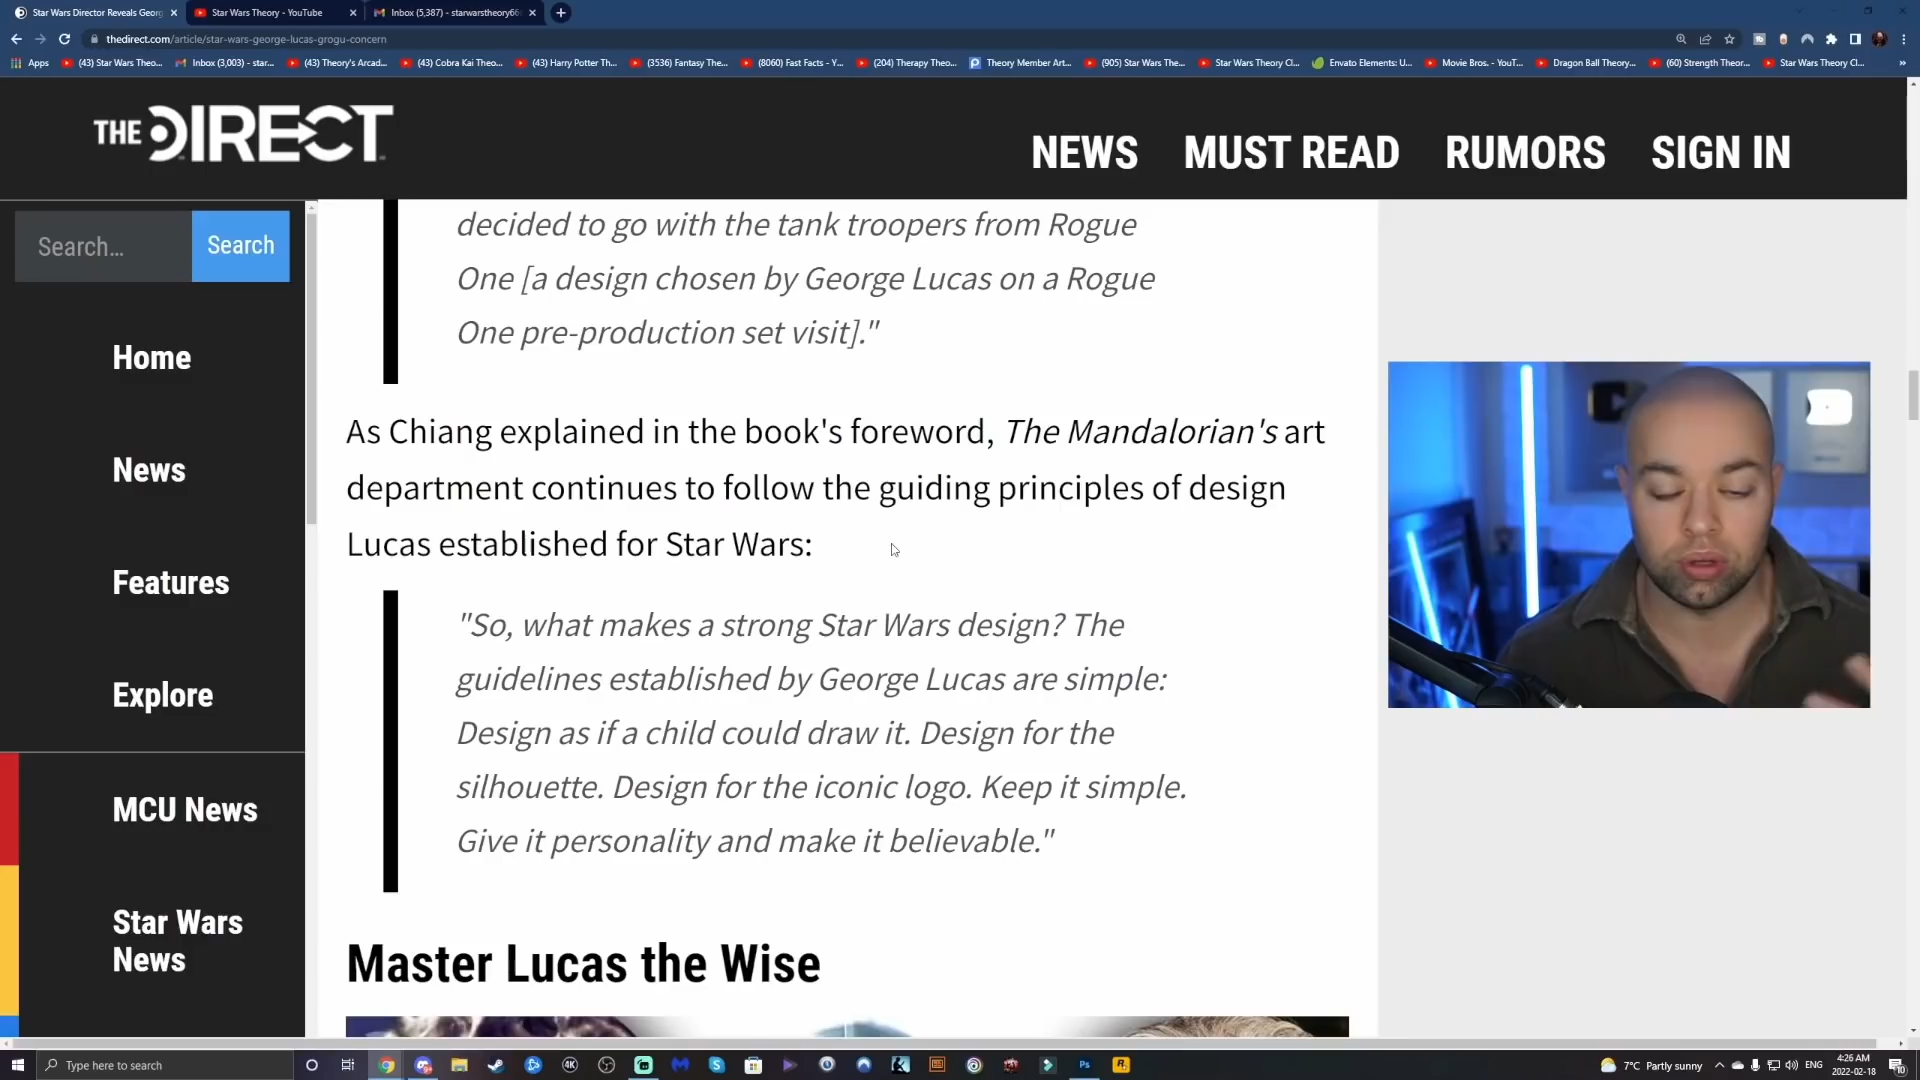 Star Wars Director Reveals Georg
Star Wars Theory - YouTube
Inbox (5,387) - starwarstheory66
thedirect.com/article/star-wars-george-lucas-grogu-concern
Apps
(43) Star Wars Theo...
Inbox (3,003) - star...
(43) Theory's Arcad...
(43) Cobra Kai Theo...
(43) Harry Potter Th...
(3536) Fantasy The...
(8060) Fast Facts - Y...
(204) Therapy Theo...
Theory Member Art...
(905) Star Wars The...
Star Wars Theory Cl...
Envato Elements: U...
Movie Bros. - YouT...
Dragon Ball Theory...
(60) Strength Theor...
Star Wars Theory Cl...
THE DIRECT
NEWS
MUST READ
RUMORS
SIGN IN
Search...
Search
Home
News
Features
Explore
MCU News
Star Wars
News
decided to go with the tank troopers from Rogue
One [a design chosen by George Lucas on a Rogue
One pre-production set visit]."
As Chiang explained in the book's foreword, The Mandalorian's art
department continues to follow the guiding principles of design
Lucas established for Star Wars:
"So, what makes a strong Star Wars design? The
guidelines established by George Lucas are simple:
Design as if a child could draw it. Design for the
silhouette. Design for the iconic logo. Keep it simple.
Give it personality and make it believable."
Master Lucas the Wise
Type here to search
4K
Ps
7°C Partly sunny
ENG
4:26 AM
2022-02-18